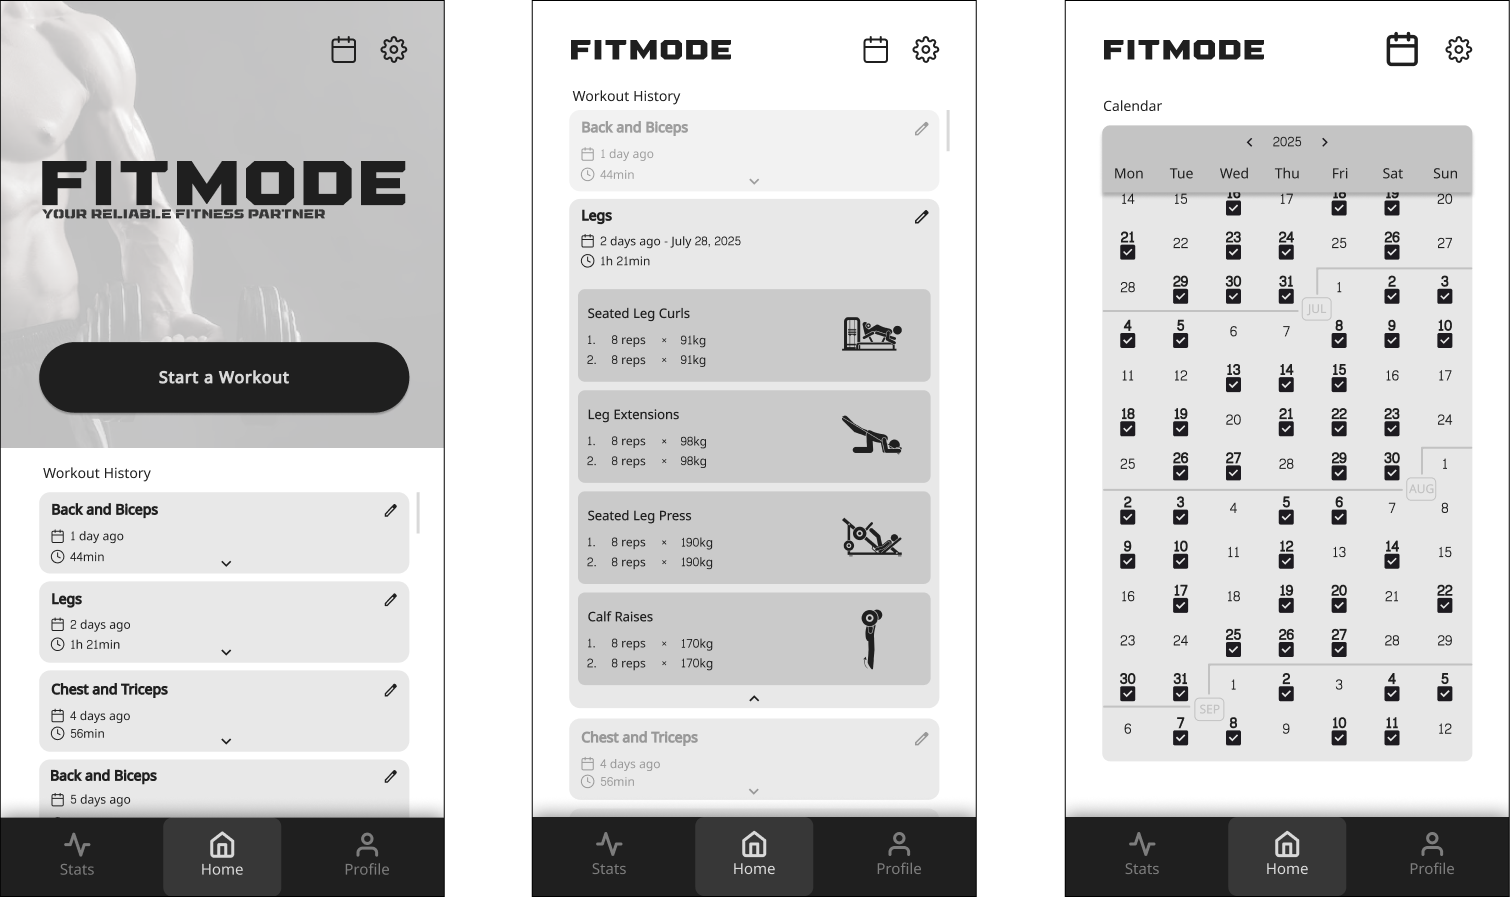 FITMODE
YOUR RELIABLE FITNESS PARTNER
Start a Workout
Workout History
Back and Biceps
1 day ago
44min
Legs
2 days ago
1h 21min
Chest and Triceps
4 days ago
56min
Back and Biceps
5 days ago
Stats Home Profile
FITMODE
Workout History
Back and Biceps
1 day ago
44min
Legs
2 days ago - July 28, 2025
1h 21min
Seated Leg Curls
1. 8 reps × 91kg
2. 8 reps × 91kg
Leg Extensions
1. 8 reps × 98kg
2. 8 reps × 98kg
Seated Leg Press
1. 8 reps × 190kg
2. 8 reps × 190kg
Calf Raises
1. 8 reps × 170kg
2. 8 reps × 170kg
Chest and Triceps
4 days ago
56min
Stats Home Profile
FITMODE
Calendar
2025
Mon Tue Wed Thu Fri Sat Sun
14 15 16 17 18 19 20
21 22 23 24 25 26 27
28 29 30 31 1 2 3
JUL
4 5 6 7 8 9 10
11 12 13 14 15 16 17
18 19 20 21 22 23 24
25 26 27 28 29 30 1
AUG
2 3 4 5 6 7 8
9 10 11 12 13 14 15
16 17 18 19 20 21 22
23 24 25 26 27 28 29
30 31 1 2 3 4 5
SEP
6 7 8 9 10 11 12
Stats Home Profile